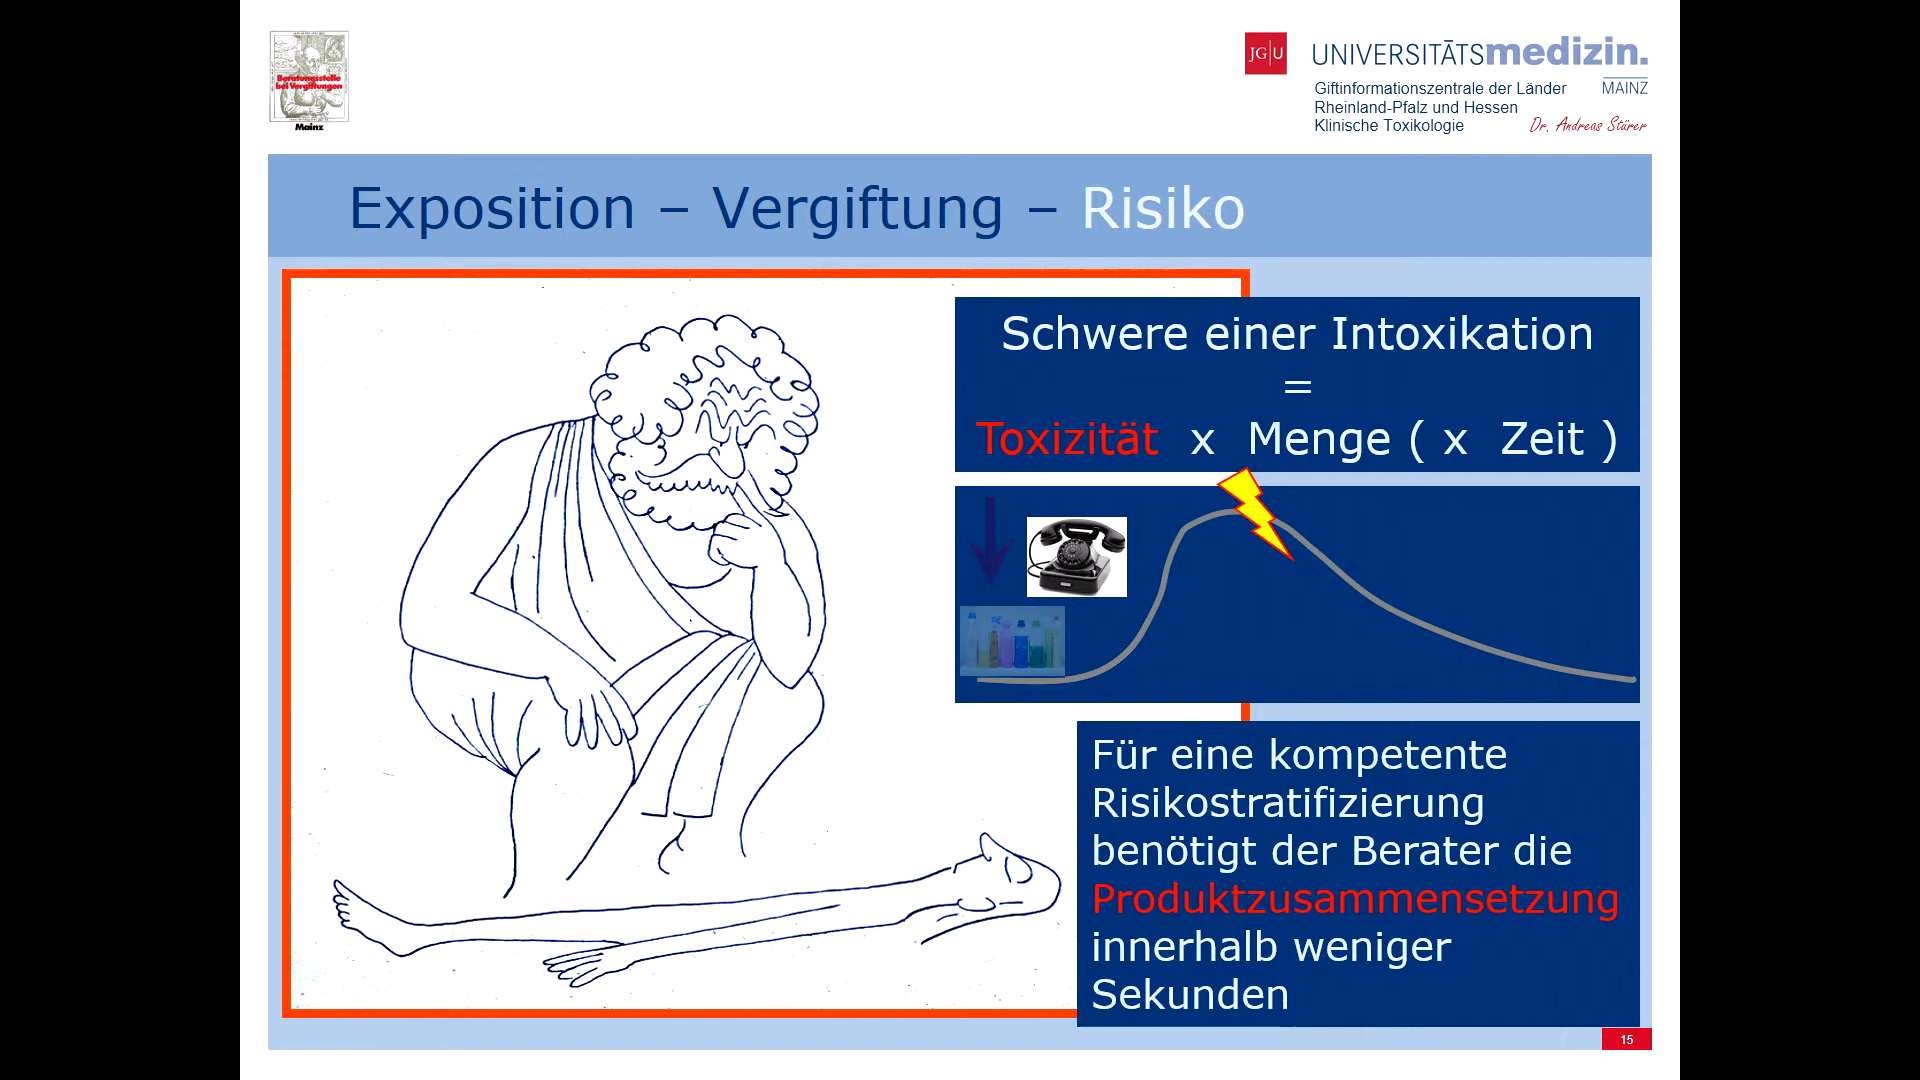 Beratungsstelle
bei Vergiftungen
Mainz
JG|U
UNIVERSITĀTSmedizin.
MAINZ
Giftinformationszentrale der Länder
Rheinland-Pfalz und Hessen
Klinische Toxikologie
Dr. Andreas Stürer
Exposition – Vergiftung – Risiko
Schwere einer Intoxikation
=
Toxizität x Menge ( x Zeit )
Für eine kompetente
Risikostratifizierung
benötigt der Berater die
Produktzusammensetzung
innerhalb weniger
Sekunden
15